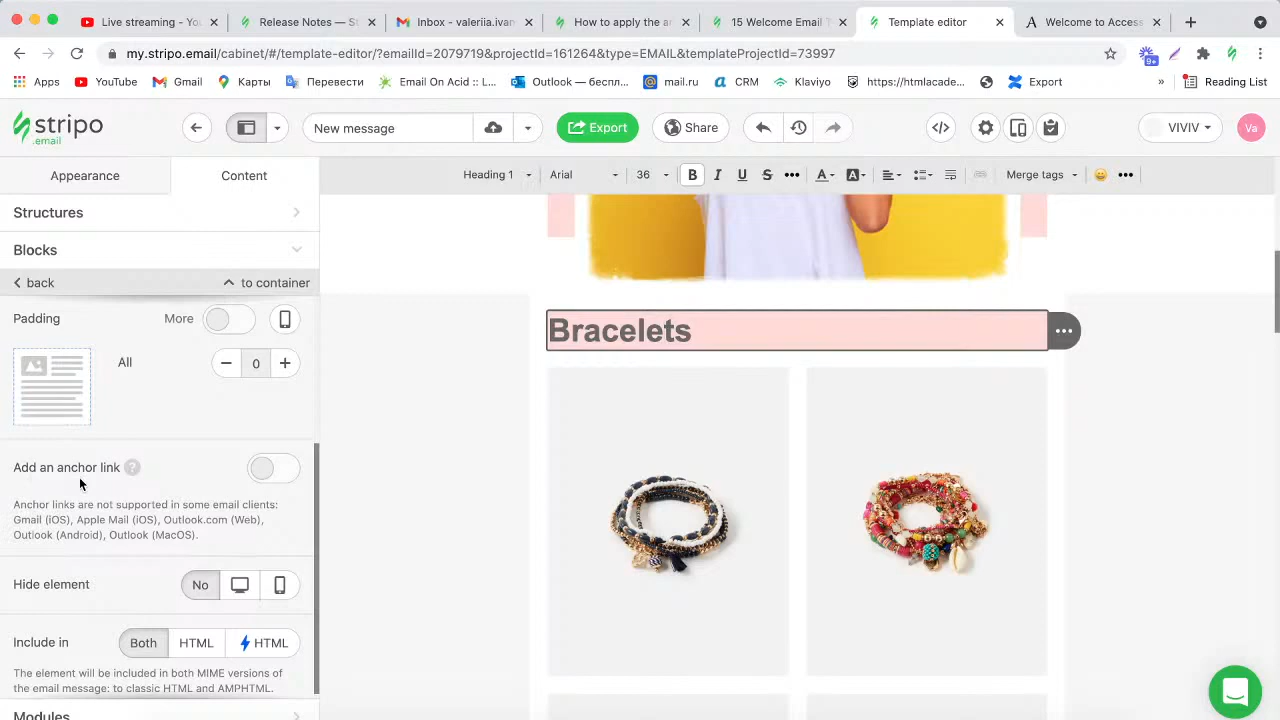 Live streaming - Yo
Release Notes — S
Inbox - valeriia.ivan
How to apply the a
15 Welcome Email
Template editor
Welcome to Access
my.stripo.email/cabinet/#/template-editor/?emailId=2079719&projectId=161264&type=EMAIL&templateProjectId=73997
9+
Apps
YouTube
Gmail
Карты
Перевести
Email On Acid :: L...
Outlook — беспл...
mail.ru
CRM
Klaviyo
https://htmlacade...
Export
»
Reading List
stripo
.email
New message
Export
Share
VIVIV
Va
Appearance
Content
Heading 1
Arial
36
B
I
U
S
A
A
Merge tags
Structures
Blocks
back
to container
Padding
More
All
0
Add an anchor link ?
Anchor links are not supported in some email clients:
Gmail (iOS), Apple Mail (iOS), Outlook.com (Web),
Outlook (Android), Outlook (MacOS).
Hide element
No
Include in
Both
HTML
HTML
The element will be included in both MIME versions of
the email message: to classic HTML and AMPHTML.
Modules
Bracelets